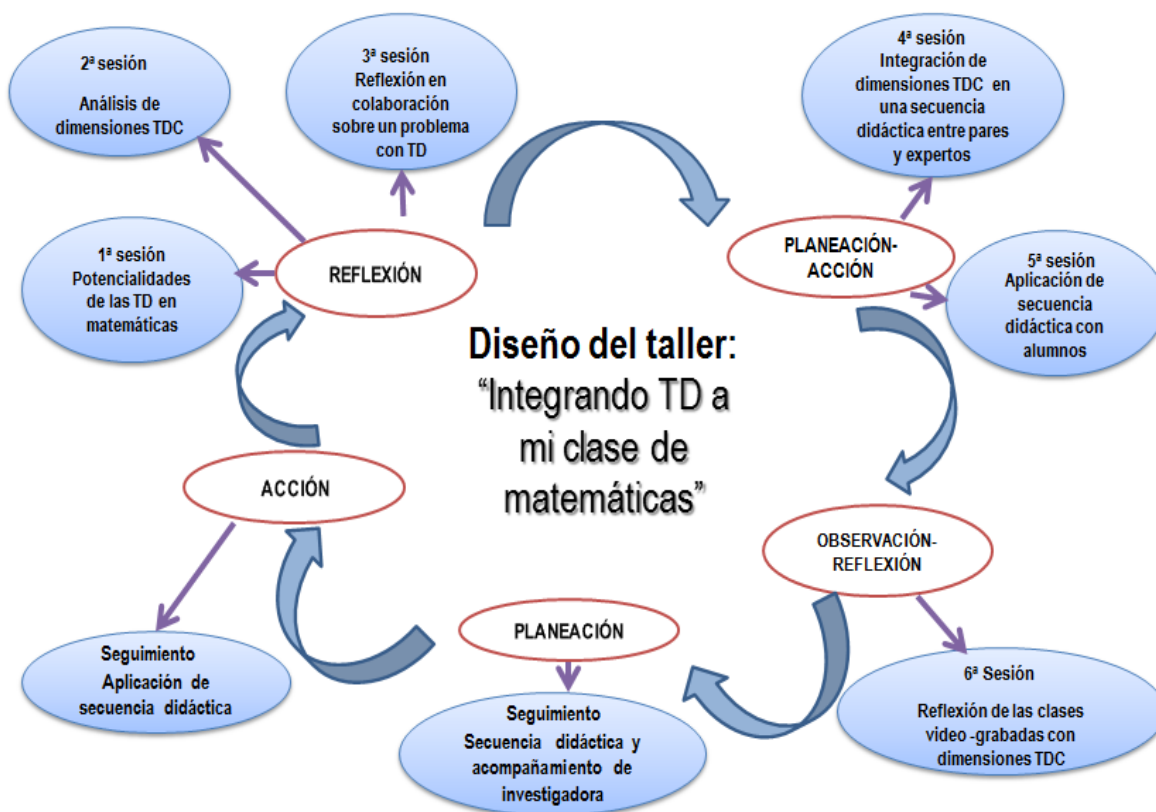 2ª sesión
Análisis de
dimensiones TDC
3ª sesión
Reflexión en
colaboración
sobre un problema
con TD
4ª sesión
Integración de
dimensiones TDC en
una secuencia
didáctica entre pares
y expertos
1ª sesión
Potencialidades
de las TD en
matemáticas
REFLEXIÓN
PLANEACIÓN-
ACCIÓN
5ª sesión
Aplicación de
secuencia
didáctica con
alumnos
Diseño del taller:
“Integrando TD a
mi clase de
matemáticas”
ACCIÓN
OBSERVACIÓN-
REFLEXIÓN
PLANEACIÓN
Seguimiento
Aplicación de
secuencia didáctica
Seguimiento
Secuencia didáctica y
acompañamiento de
investigadora
6ª Sesión
Reflexión de las clases
video -grabadas con
dimensiones TDC